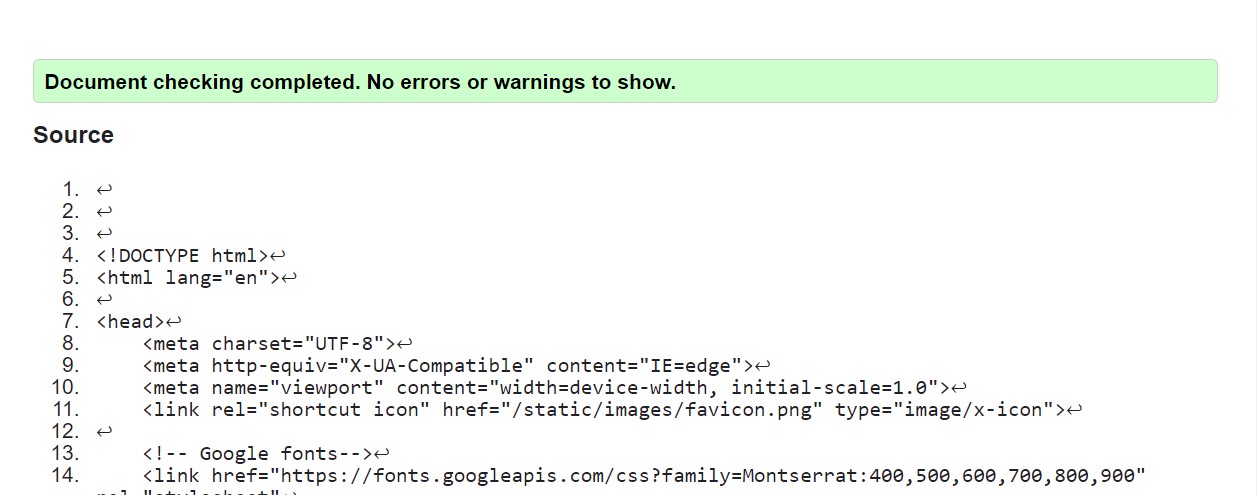 Document checking completed. No errors or warnings to show.
Source
1. ↩
2. ↩
3. ↩
4. <!DOCTYPE html>↩
5. <html lang="en">↩
6. ↩
7. <head>↩
8. <meta charset="UTF-8">↩
9. <meta http-equiv="X-UA-Compatible" content="IE=edge">↩
10. <meta name="viewport" content="width=device-width, initial-scale=1.0">↩
11. <link rel="shortcut icon" href="/static/images/favicon.png" type="image/x-icon">↩
12. ↩
13. <!-- Google fonts-->↩
14. <link href="https://fonts.googleapis.com/css?family=Montserrat:400,500,600,700,800,900"